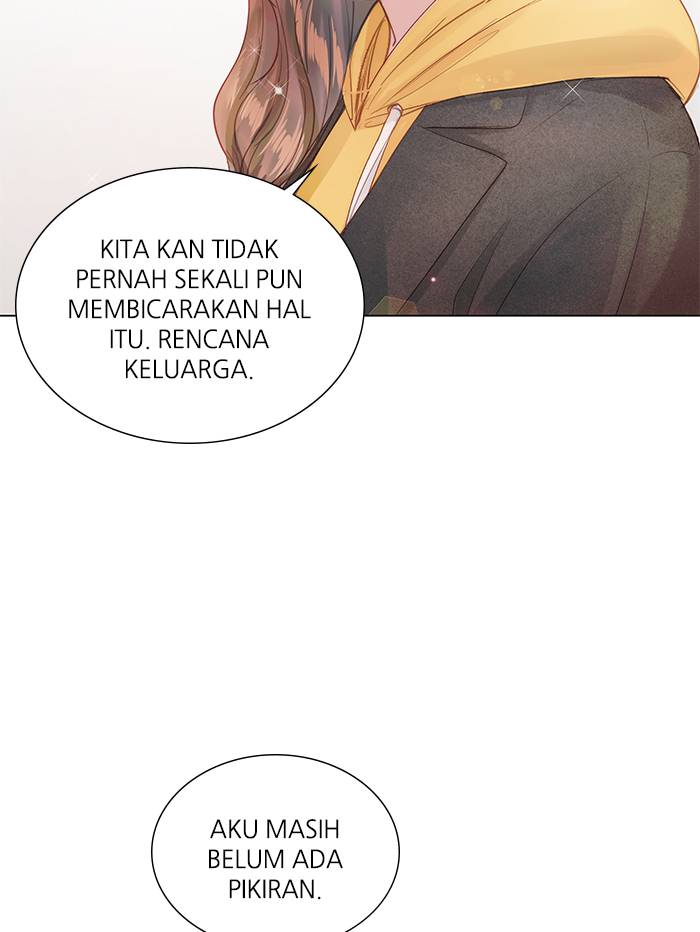 KITA KAN TIDAK
PERNAH SEKALI PUN
MEMBICARAKAN HAL
ITU. RENCANA
KELUARGA.
AKU MASIH
BELUM ADA
PIKIRAN.